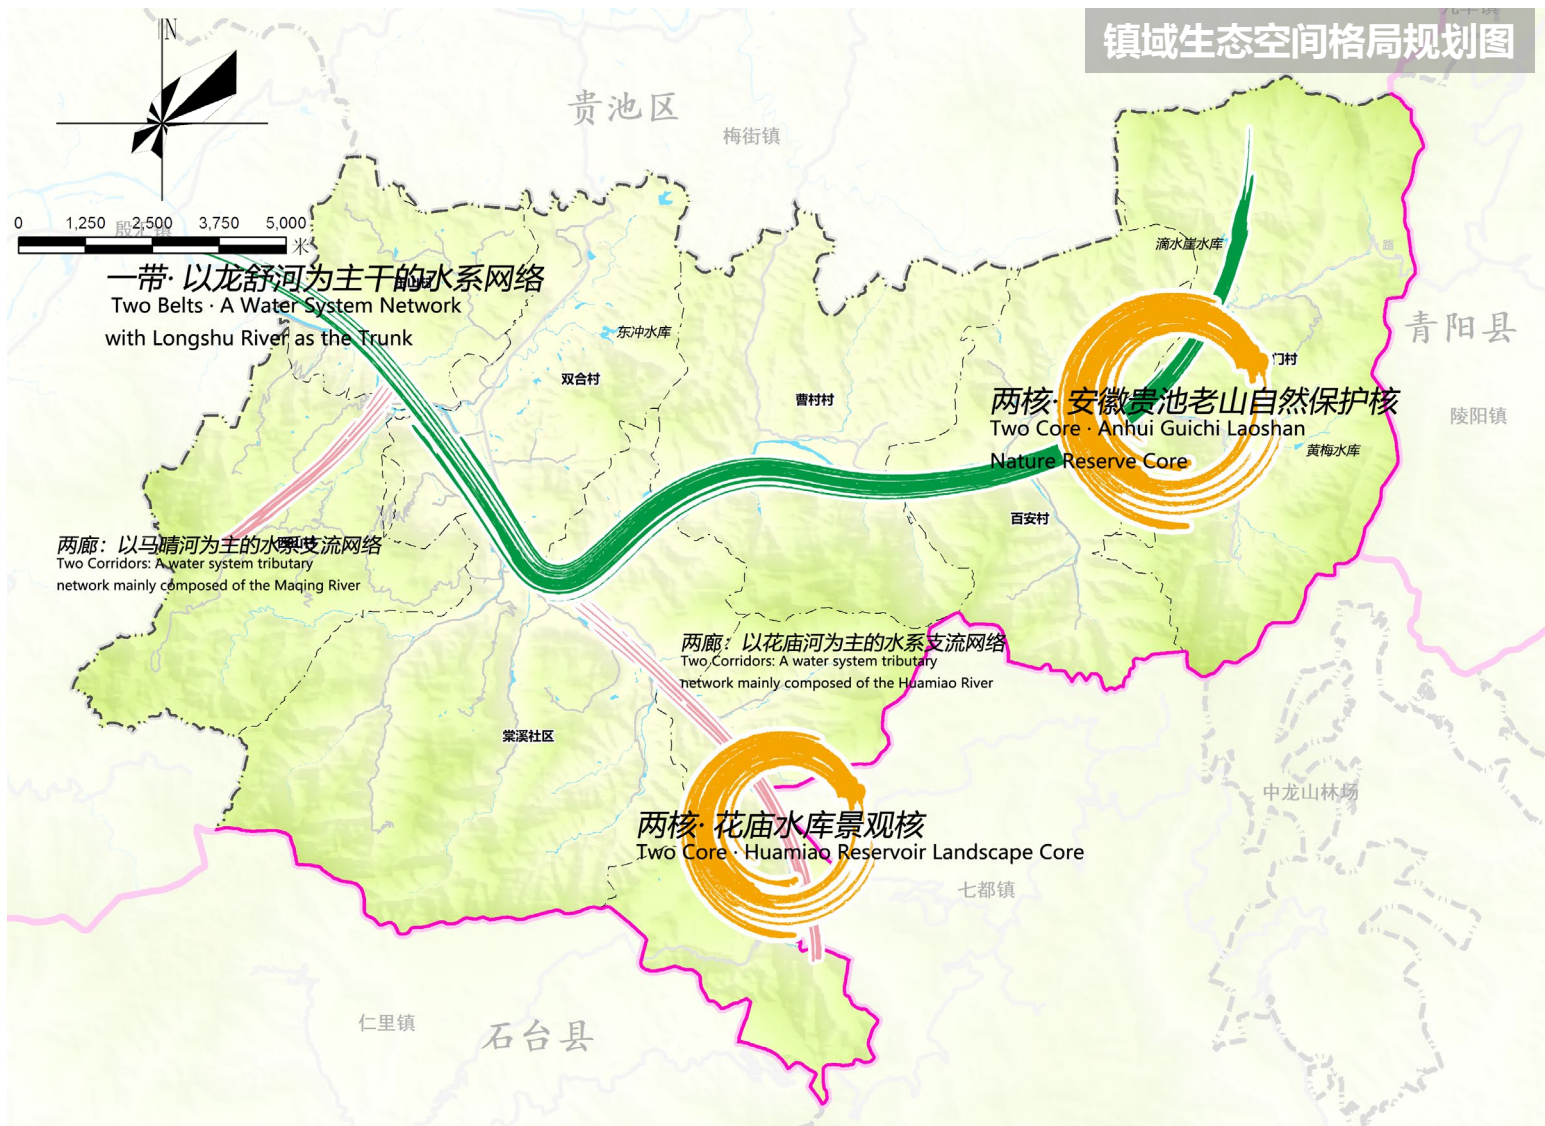 镇域生态空间格局规划图
N
贵池区
梅街镇
0 1,250 2,500 3,750 5,000
米
殷汇镇
滴水崖水库
一带·以龙舒河为主干的水系网络
Two Belts · A Water System Network
with Longshu River as the Trunk
东冲水库
青阳县
门村
双合村
曹村村
两核·安徽贵池老山自然保护核
Two Core · Anhui Guichi Laoshan
Nature Reserve Core
陵阳镇
黄梅水库
百安村
两廊：以马晴河为主的水系支流网络
Two Corridors: A water system tributary
network mainly composed of the Maqing River
两廊：以花庙河为主的水系支流网络
Two Corridors: A water system tributary
network mainly composed of the Huamiao River
棠溪社区
中龙山林场
两核·花庙水库景观核
Two Core · Huamiao Reservoir Landscape Core
七都镇
仁里镇
石台县